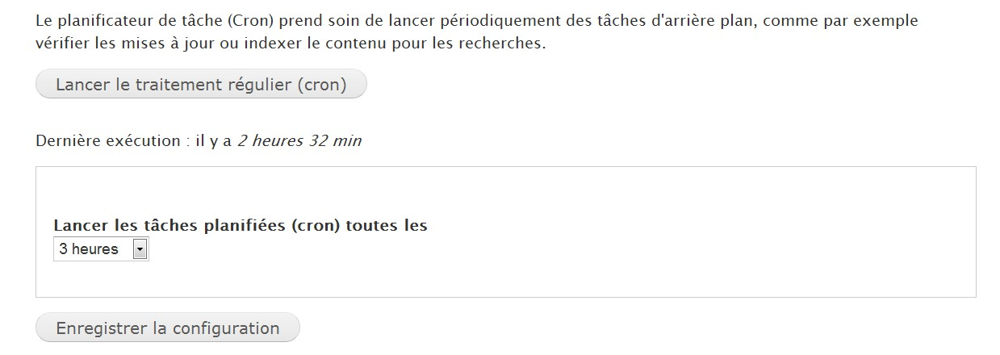 Le planificateur de tâche (Cron) prend soin de lancer périodiquement des tâches d'arrière plan, comme par exemple
vérifier les mises à jour ou indexer le contenu pour les recherches.
Lancer le traitement régulier (cron)
Dernière exécution : il y a 2 heures 32 min
Lancer les tâches planifiées (cron) toutes les
3 heures
Enregistrer la configuration